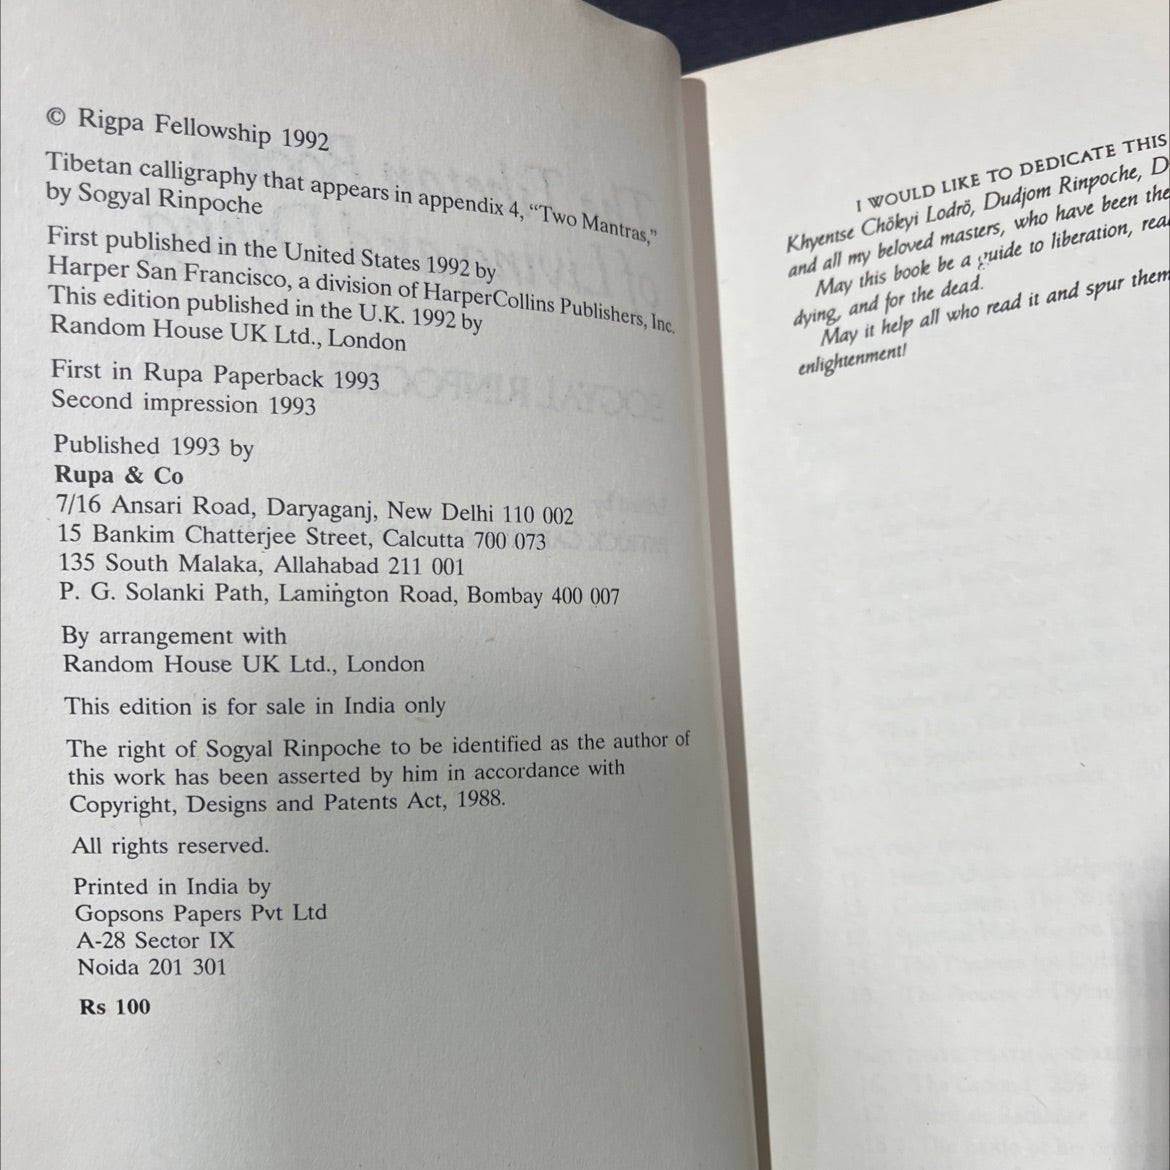 © Rigpa Fellowship 1992
Tibetan calligraphy that appears in appendix 4, “Two Mantras,”
by Sogyal Rinpoche
First published in the United States 1992 by
Harper San Francisco, a division of HarperCollins Publishers, Inc.
This edition published in the U.K. 1992 by
Random House UK Ltd., London
First in Rupa Paperback 1993
Second impression 1993
Published 1993 by
Rupa & Co
7/16 Ansari Road, Daryaganj, New Delhi 110 002
15 Bankim Chatterjee Street, Calcutta 700 073
135 South Malaka, Allahabad 211 001
P. G. Solanki Path, Lamington Road, Bombay 400 007
By arrangement with
Random House UK Ltd., London
This edition is for sale in India only
The right of Sogyal Rinpoche to be identified as the author of
this work has been asserted by him in accordance with
Copyright, Designs and Patents Act, 1988.
All rights reserved.
Printed in India by
Gopsons Papers Pvt Ltd
A-28 Sector IX
Noida 201 301
Rs 100
I WOULD LIKE TO DEDICATE THIS
Khyentse Chökyi Lodrö, Dudjom Rinpoche, D
and all my beloved masters, who have been the
May this book be a guide to liberation, rea
dying, and for the dead.
May it help all who read it and spur them
enlightenment!